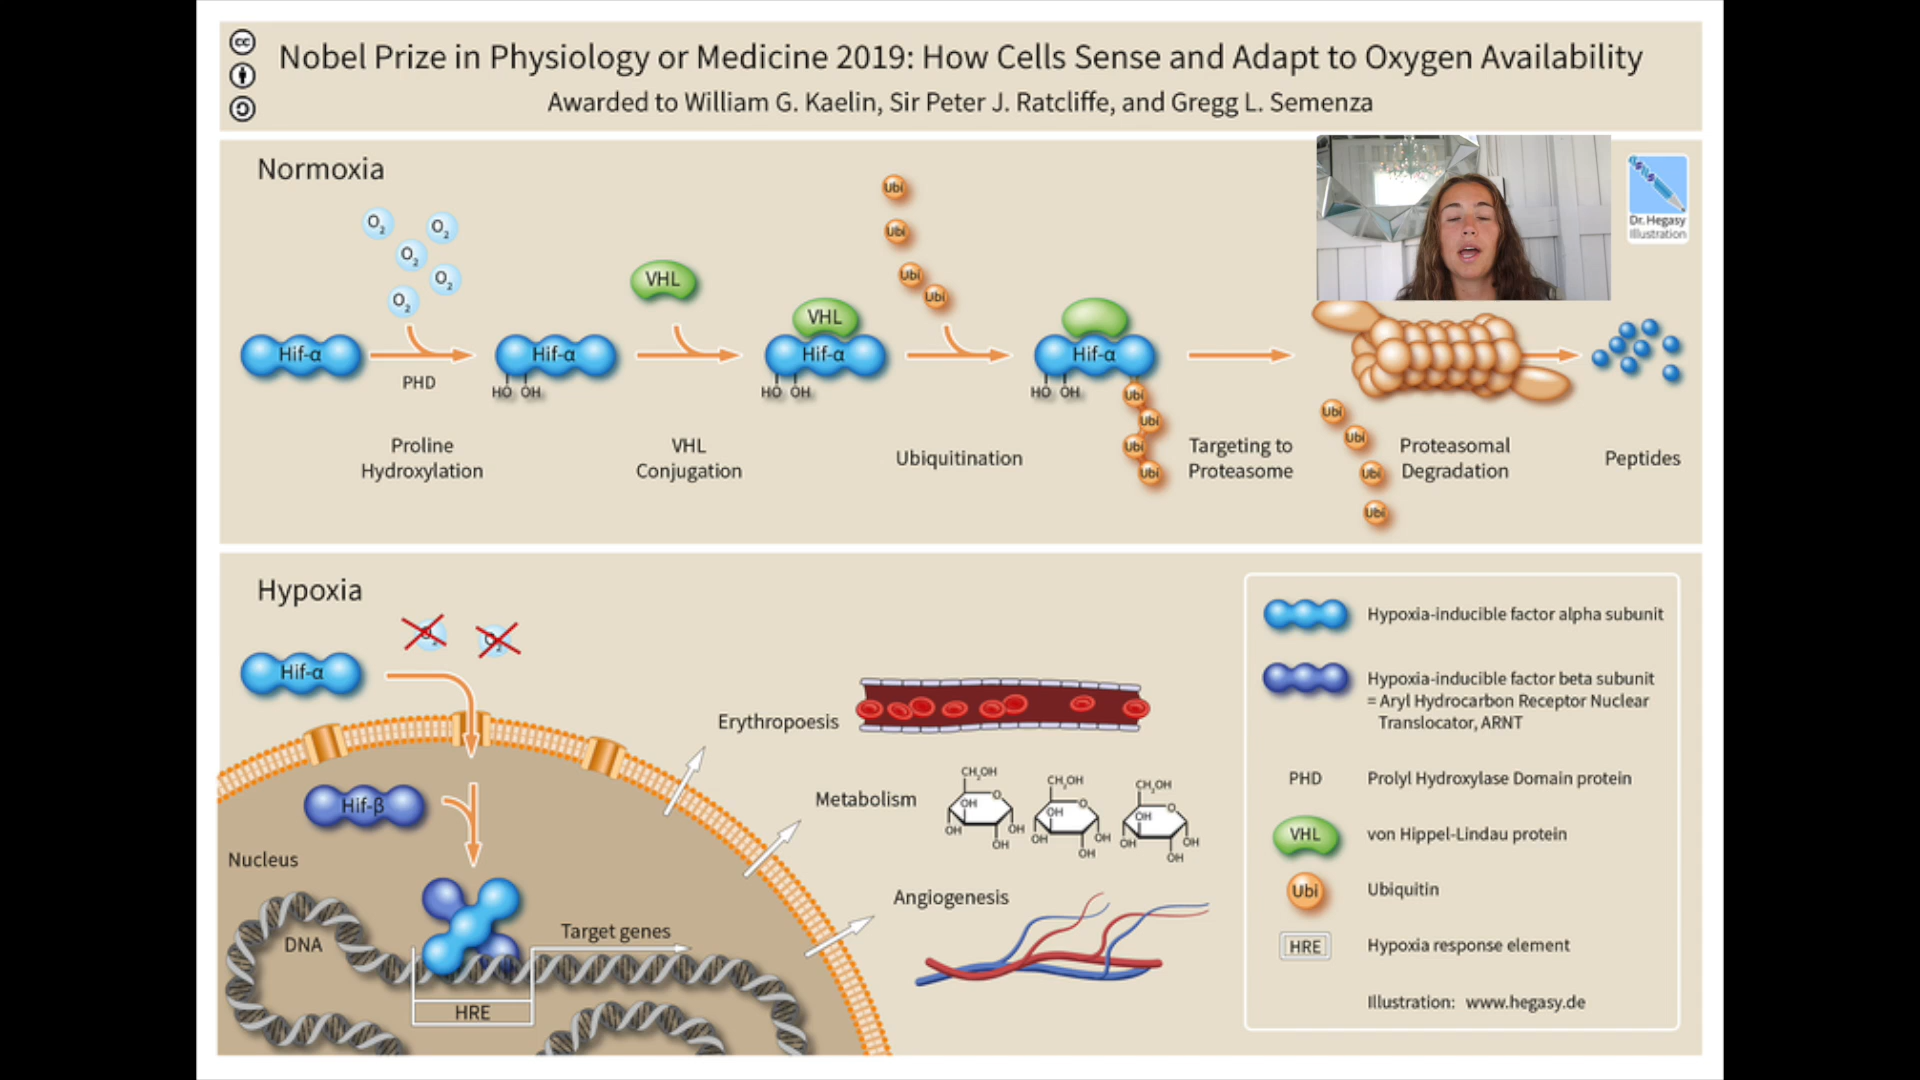 Nobel Prize in Physiology or Medicine 2019: How Cells Sense and Adapt to Oxygen Availability
Awarded to William G. Kaelin, Sir Peter J. Ratcliffe, and Gregg L. Semenza
cc
Normoxia
Dr. Hegasy
Illustration
O2
O2
O2
O2
O2
Ubi
Ubi
Ubi
Ubi
VHL
VHL
Hif-α
PHD
Hif-α
HO OH
Hif-α
HO OH
Hif-α
HO OH
Ubi
Ubi
Ubi
Ubi
Ubi
Ubi
Ubi
Ubi
Proline
Hydroxylation
VHL
Conjugation
Ubiquitination
Targeting to
Proteasome
Proteasomal
Degradation
Peptides
Hypoxia
Hif-α
O2
O2
Hif-β
Nucleus
DNA
Target genes
HRE
Erythropoesis
Metabolism
CH2OH
O
OH
OH
OH
OH
CH2OH
O
OH
OH
OH
OH
CH2OH
O
OH
OH
OH
OH
Angiogenesis
Hypoxia-inducible factor alpha subunit
Hypoxia-inducible factor beta subunit
= Aryl Hydrocarbon Receptor Nuclear
Translocator, ARNT
PHD Prolyl Hydroxylase Domain protein
VHL von Hippel-Lindau protein
Ubi Ubiquitin
HRE Hypoxia response element
Illustration: www.hegasy.de